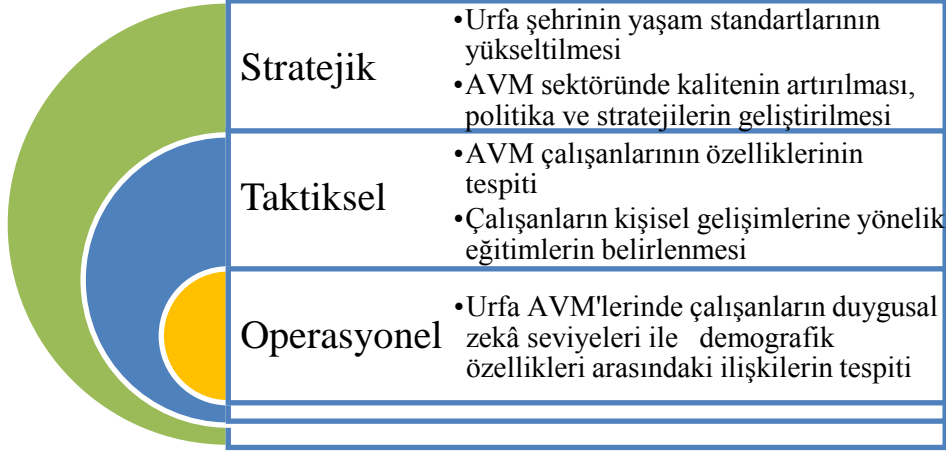 Stratejik
•Urfa şehrinin yaşam standartlarının
yükseltilmesi
•AVM sektöründe kalitenin artırılması,
politika ve stratejilerin geliştirilmesi
Taktiksel
•AVM çalışanlarının özelliklerinin
tespiti
•Çalışanların kişisel gelişimlerine yönelik
eğitimlerin belirlenmesi
Operasyonel
•Urfa AVM'lerinde çalışanların duygusal
zekâ seviyeleri ile demografik
özellikleri arasındaki ilişkilerin tespiti